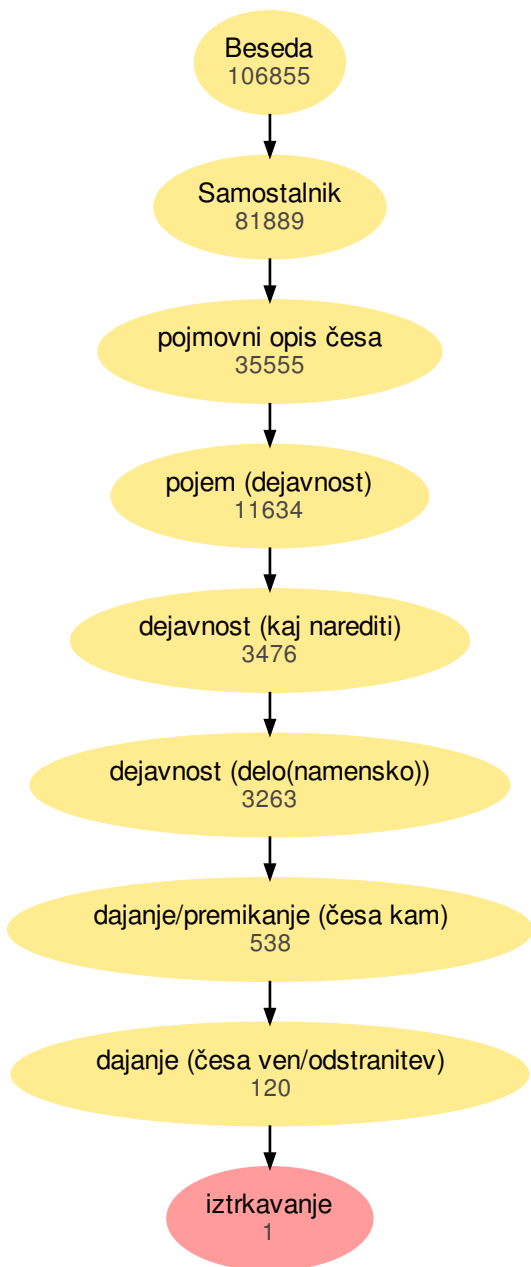 Beseda
106855
Samostalnik
81889
pojmovni opis česa
35555
pojem (dejavnost)
11634
dejavnost (kaj narediti)
3476
dejavnost (delo(namensko))
3263
dajanje/premikanje (česa kam)
538
dajanje (česa ven/odstranitev)
120
iztrkavanje
1